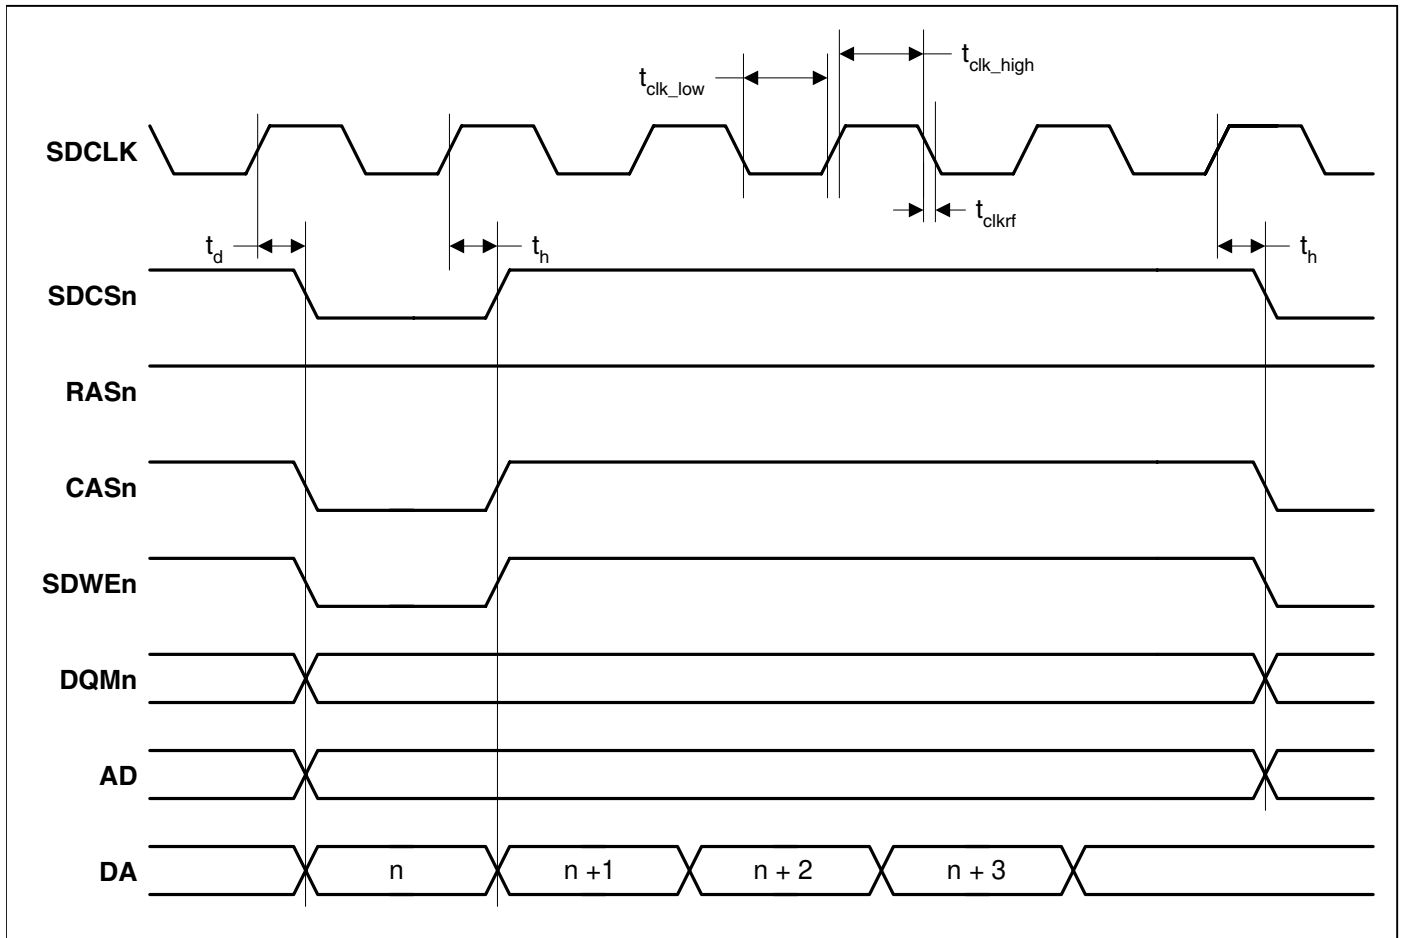 t_clk_high
t_clk_low
SDCLK
t_clkrf
t_d
t_h
t_h
SDCSn
RASn
CASn
SDWEn
DQMn
AD
DA
n
n +1
n + 2
n + 3